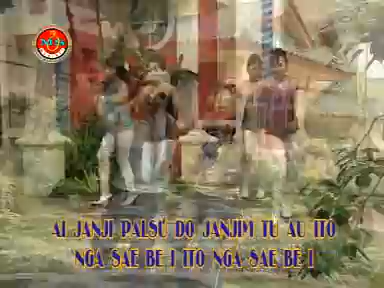 AI JANJI PALSU DO JANJIM TU AU ITO
NGA SAE BE I ITO NGA SAE BE I